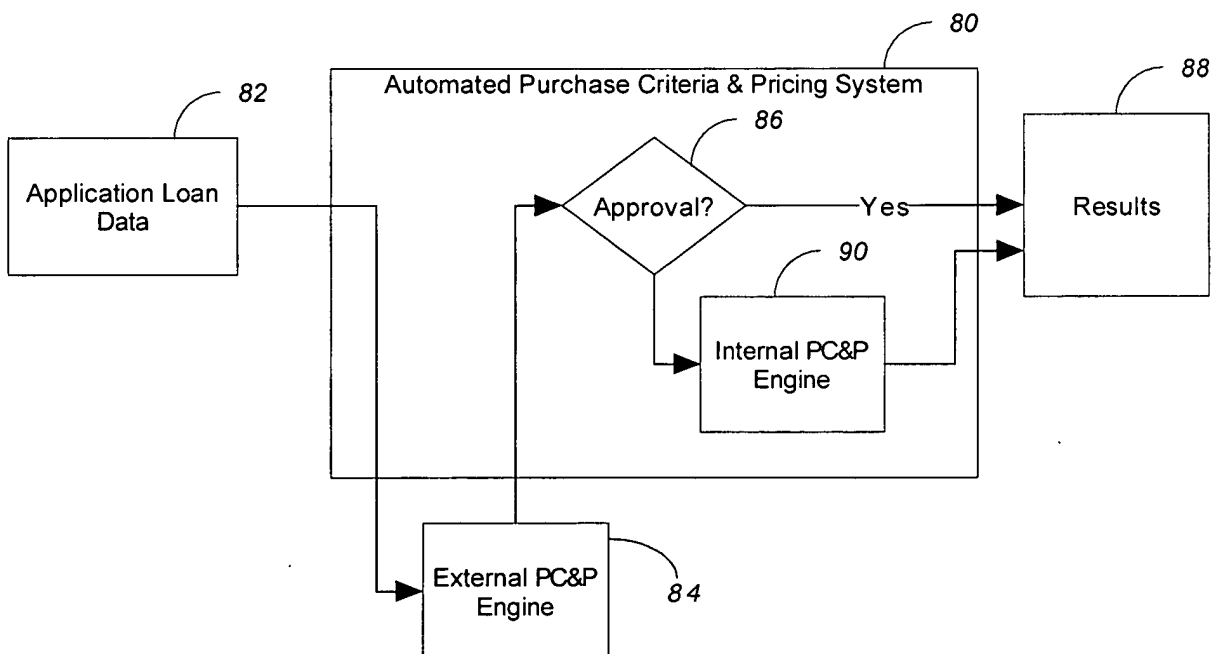 80
Automated Purchase Criteria & Pricing System
82
Application Loan
Data
86
Approval?
Yes
88
Results
90
Internal PC&P
Engine
External PC&P
Engine
84